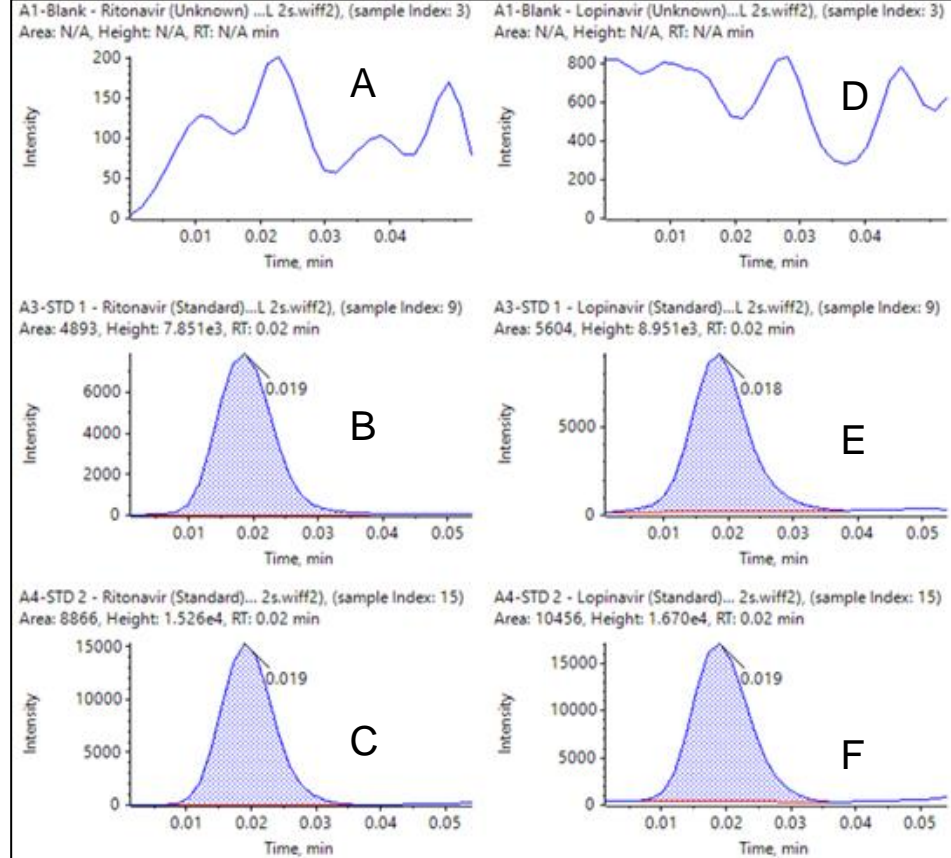 A1-Blank - Ritonavir (Unknown) ...L 2s.wiff2), (sample Index: 3)
Area: N/A, Height: N/A, RT: N/A min
200
150
100
50
0
Intensity
A
0.01 0.02 0.03 0.04
Time, min
A1-Blank - Lopinavir (Unknown)...L 2s.wiff2), (sample Index: 3)
Area: N/A, Height: N/A, RT: N/A min
800
600
400
200
0
Intensity
D
0.01 0.02 0.03 0.04
Time, min
A3-STD 1 - Ritonavir (Standard)...L 2s.wiff2), (sample Index: 9)
Area: 4893, Height: 7.851e3, RT: 0.02 min
6000
4000
2000
0
Intensity
0.019
B
0.01 0.02 0.03 0.04 0.05
Time, min
A3-STD 1 - Lopinavir (Standard)...L 2s.wiff2), (sample Index: 9)
Area: 5604, Height: 8.951e3, RT: 0.02 min
5000
0
Intensity
0.018
E
0.01 0.02 0.03 0.04 0.05
Time, min
A4-STD 2 - Ritonavir (Standard)... 2s.wiff2), (sample Index: 15)
Area: 8866, Height: 1.526e4, RT: 0.02 min
15000
10000
5000
0
Intensity
0.019
C
0.01 0.02 0.03 0.04 0.05
Time, min
A4-STD 2 - Lopinavir (Standard)... 2s.wiff2), (sample Index: 15)
Area: 10456, Height: 1.670e4, RT: 0.02 min
15000
10000
5000
0
Intensity
0.019
F
0.01 0.02 0.03 0.04 0.05
Time, min